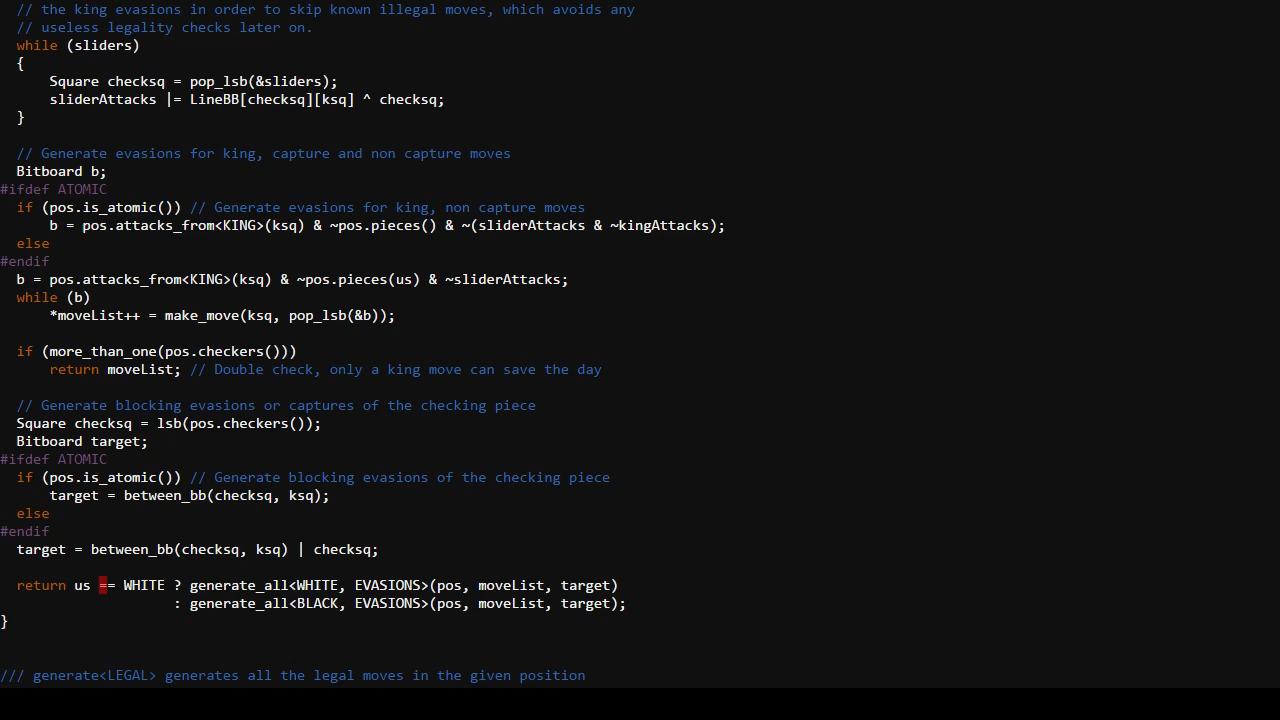 // the king evasions in order to skip known illegal moves, which avoids any
// useless legality checks later on.
while (sliders)
{
Square checksq = pop_lsb(&sliders);
sliderAttacks |= LineBB[checksq][ksq] ^ checksq;
}
// Generate evasions for king, capture and non capture moves
Bitboard b;
#ifdef ATOMIC
if (pos.is_atomic()) // Generate evasions for king, non capture moves
b = pos.attacks_from<KING>(ksq) & ~pos.pieces() & ~(sliderAttacks & ~kingAttacks);
else
#endif
b = pos.attacks_from<KING>(ksq) & ~pos.pieces(us) & ~sliderAttacks;
while (b)
*moveList++ = make_move(ksq, pop_lsb(&b));
if (more_than_one(pos.checkers()))
return moveList; // Double check, only a king move can save the day
// Generate blocking evasions or captures of the checking piece
Square checksq = lsb(pos.checkers());
Bitboard target;
#ifdef ATOMIC
if (pos.is_atomic()) // Generate blocking evasions of the checking piece
target = between_bb(checksq, ksq);
else
#endif
target = between_bb(checksq, ksq) | checksq;
return us == WHITE ? generate_all<WHITE, EVASIONS>(pos, moveList, target)
: generate_all<BLACK, EVASIONS>(pos, moveList, target);
}
/// generate<LEGAL> generates all the legal moves in the given position